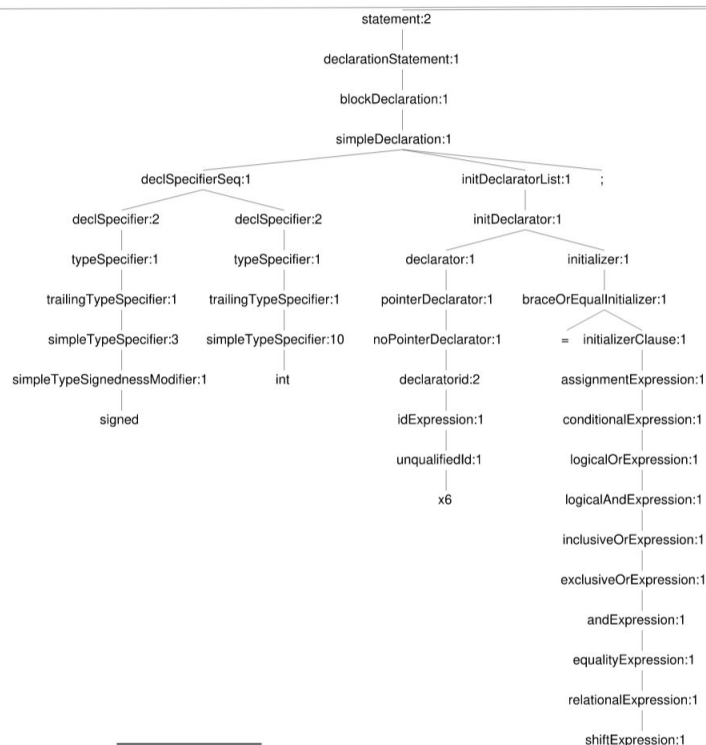 statement:2
declarationStatement:1
blockDeclaration:1
simpleDeclaration:1
declSpecifierSeq:1 initDeclaratorList:1 ;
declSpecifier:2 declSpecifier:2 initDeclarator:1
typeSpecifier:1 typeSpecifier:1 declarator:1 initializer:1
trailingTypeSpecifier:1 trailingTypeSpecifier:1 pointerDeclarator:1 braceOrEqualInitializer:1
simpleTypeSpecifier:3 simpleTypeSpecifier:10 noPointerDeclarator:1 = initializerClause:1
simpleTypeSignednessModifier:1 int declaratorid:2 assignmentExpression:1
signed idExpression:1 conditionalExpression:1
unqualifiedId:1 logicalOrExpression:1
x6 logicalAndExpression:1
inclusiveOrExpression:1
exclusiveOrExpression:1
andExpression:1
equalityExpression:1
relationalExpression:1
shiftExpression:1